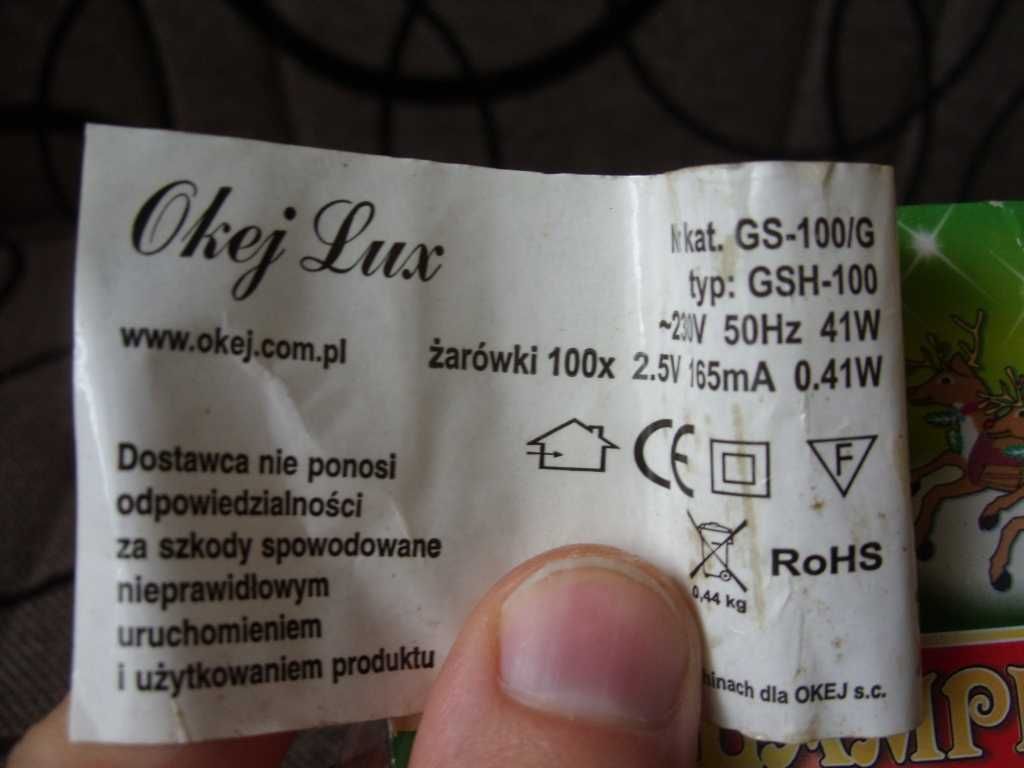 Okej Lux
www.okej.com.pl
Nr kat. GS-100/G
typ: GSH-100
~230V 50Hz 41W
żarówki 100x 2.5V 165mA 0.41W
CE
F
Dostawca nie ponosi
odpowiedzialności
za szkody spowodowane
nieprawidłowym
uruchomieniem
i użytkowaniem produktu
RoHS
0,44 kg
dla OKEJ s.c.